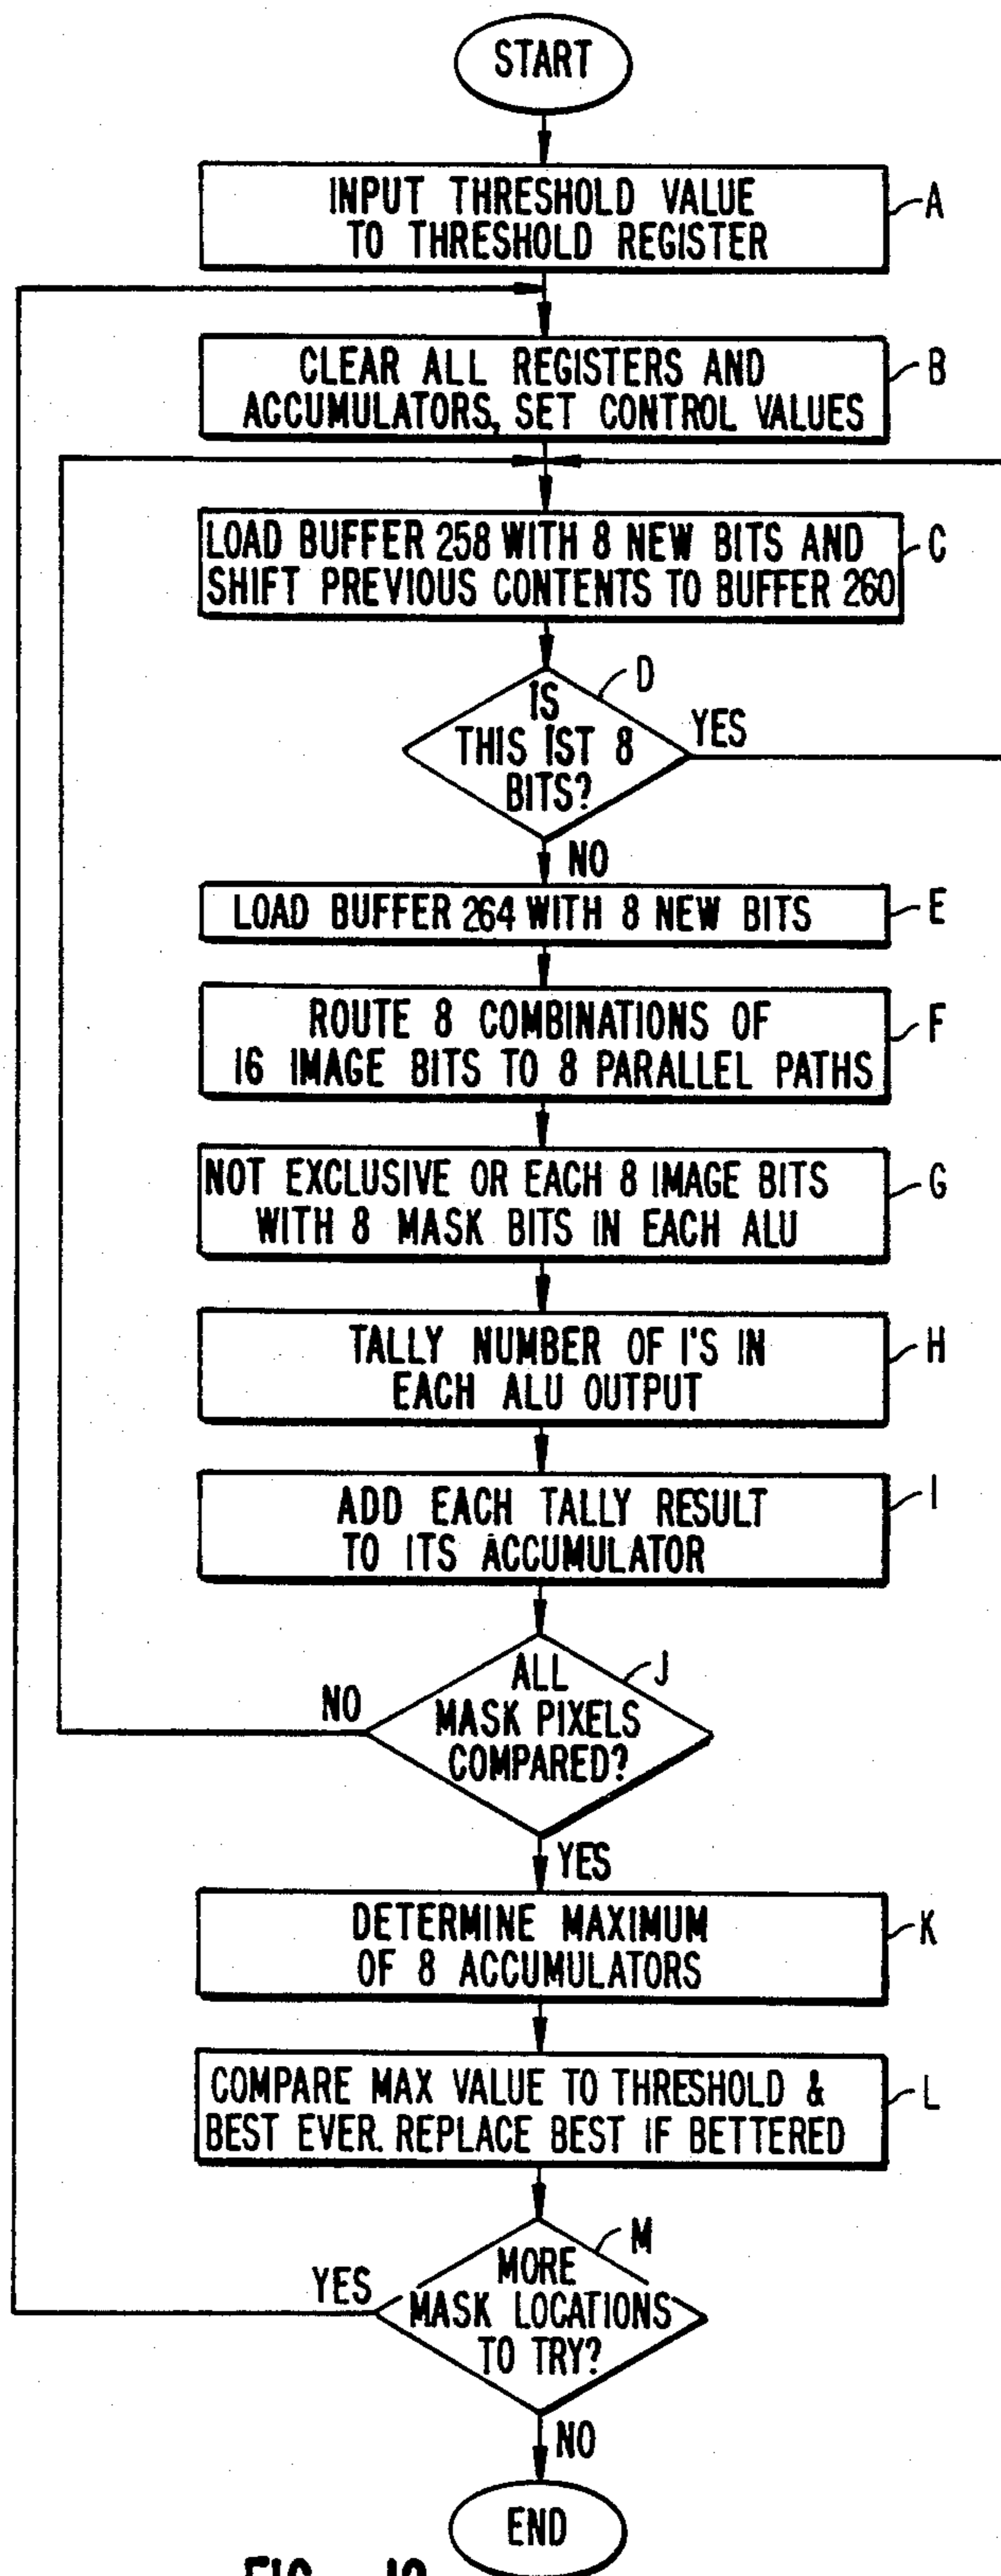 START
INPUT THRESHOLD VALUE
TO THRESHOLD REGISTER
A
CLEAR ALL REGISTERS AND
ACCUMULATORS, SET CONTROL VALUES
B
LOAD BUFFER 258 WITH 8 NEW BITS AND
SHIFT PREVIOUS CONTENTS TO BUFFER 260
C
D
IS
THIS 1ST 8
BITS?
YES
NO
LOAD BUFFER 264 WITH 8 NEW BITS
E
ROUTE 8 COMBINATIONS OF
16 IMAGE BITS TO 8 PARALLEL PATHS
F
NOT EXCLUSIVE OR EACH 8 IMAGE BITS
WITH 8 MASK BITS IN EACH ALU
G
TALLY NUMBER OF 1'S IN
EACH ALU OUTPUT
H
ADD EACH TALLY RESULT
TO ITS ACCUMULATOR
I
J
ALL
MASK PIXELS
COMPARED?
NO
YES
DETERMINE MAXIMUM
OF 8 ACCUMULATORS
K
COMPARE MAX VALUE TO THRESHOLD &
BEST EVER. REPLACE BEST IF BETTERED
L
M
MORE
MASK LOCATIONS
TO TRY?
YES
NO
END